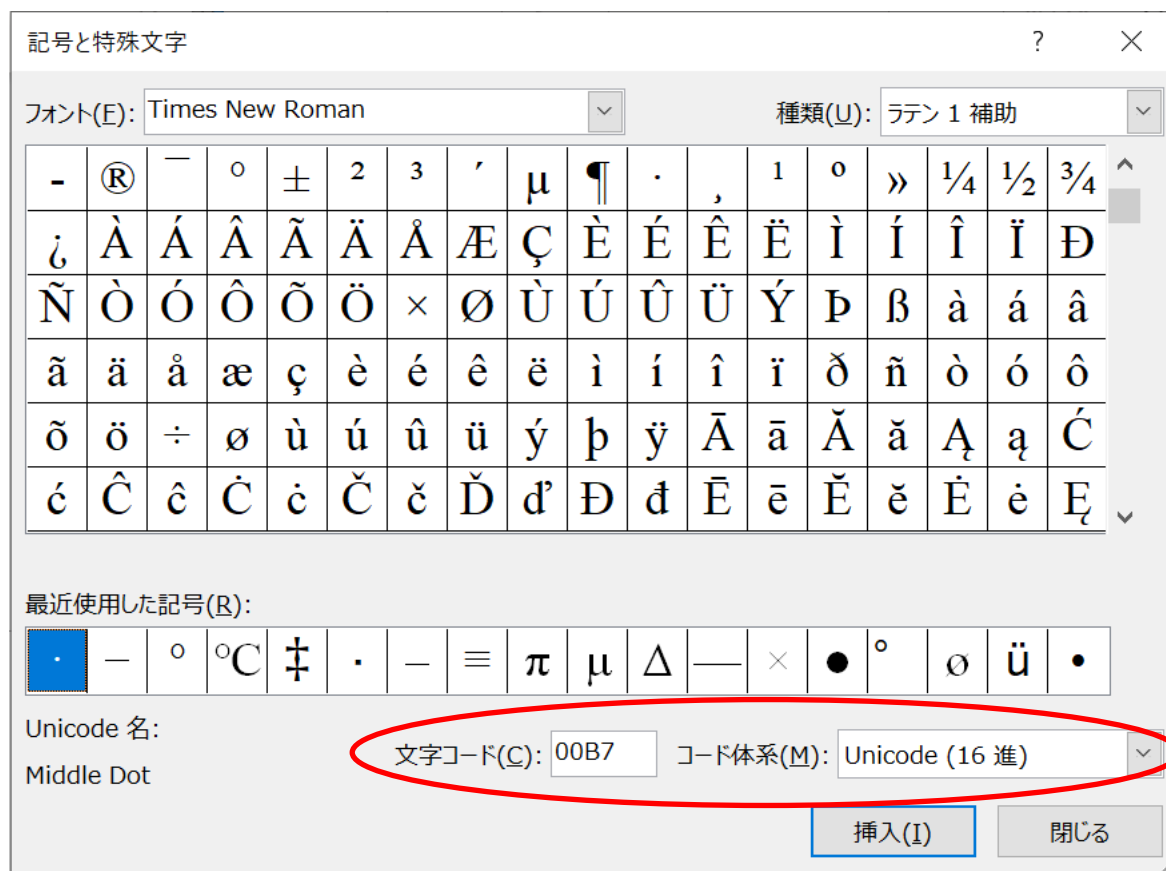 記号と特殊文字 ?
フォント(F): Times New Roman 種類(U): ラテン 1 補助
- ® ¯ ° ± ² ³ ´ µ ¶ · ¸ ¹ º » ¼ ½ ¾
¿ À Á Â Ã Ä Å Æ Ç È É Ê Ë Ì Í Î Ï Ð
Ñ Ò Ó Ô Õ Ö × Ø Ù Ú Û Ü Ý Þ ß à á â
ã ä å æ ç è é ê ë ì í î ï ð ñ ò ó ô
õ ö ÷ ø ù ú û ü ý þ ÿ Ā ā Ă ă Ą ą Ć
ć Ĉ ĉ Ċ ċ Č č Ď ď Đ đ Ē ē Ĕ ĕ Ė ė Ę
最近使用した記号(R):
· – ° ℃ ‡ · – ≡ π µ Δ — × ● ° ø ü •
Unicode 名:
文字コード(C): 00B7 コード体系(M): Unicode (16 進)
Middle Dot
挿入(I) 閉じる